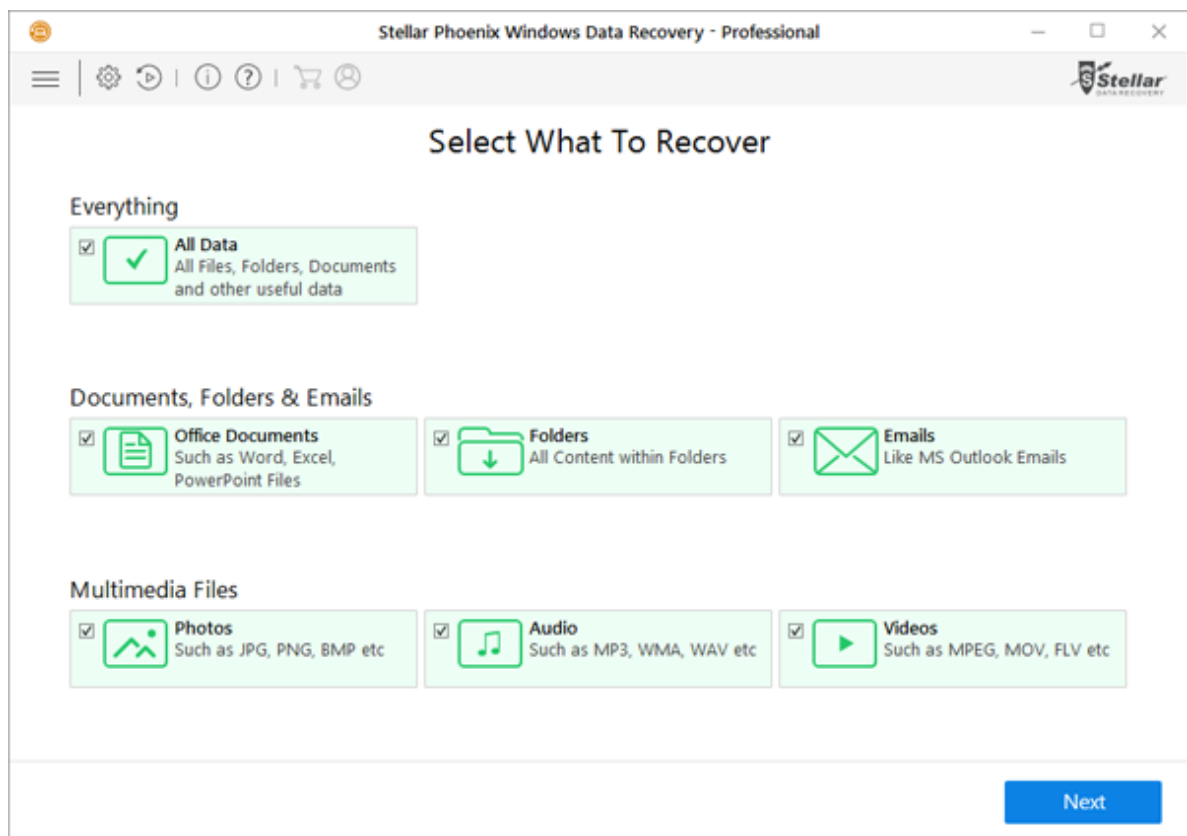 Stellar Phoenix Windows Data Recovery - Professional
Stellar
DATA RECOVERY
Select What To Recover
Everything
All Data
All Files, Folders, Documents
and other useful data
Documents, Folders & Emails
Office Documents
Such as Word, Excel,
PowerPoint Files
Folders
All Content within Folders
Emails
Like MS Outlook Emails
Multimedia Files
Photos
Such as JPG, PNG, BMP etc
Audio
Such as MP3, WMA, WAV etc
Videos
Such as MPEG, MOV, FLV etc
Next